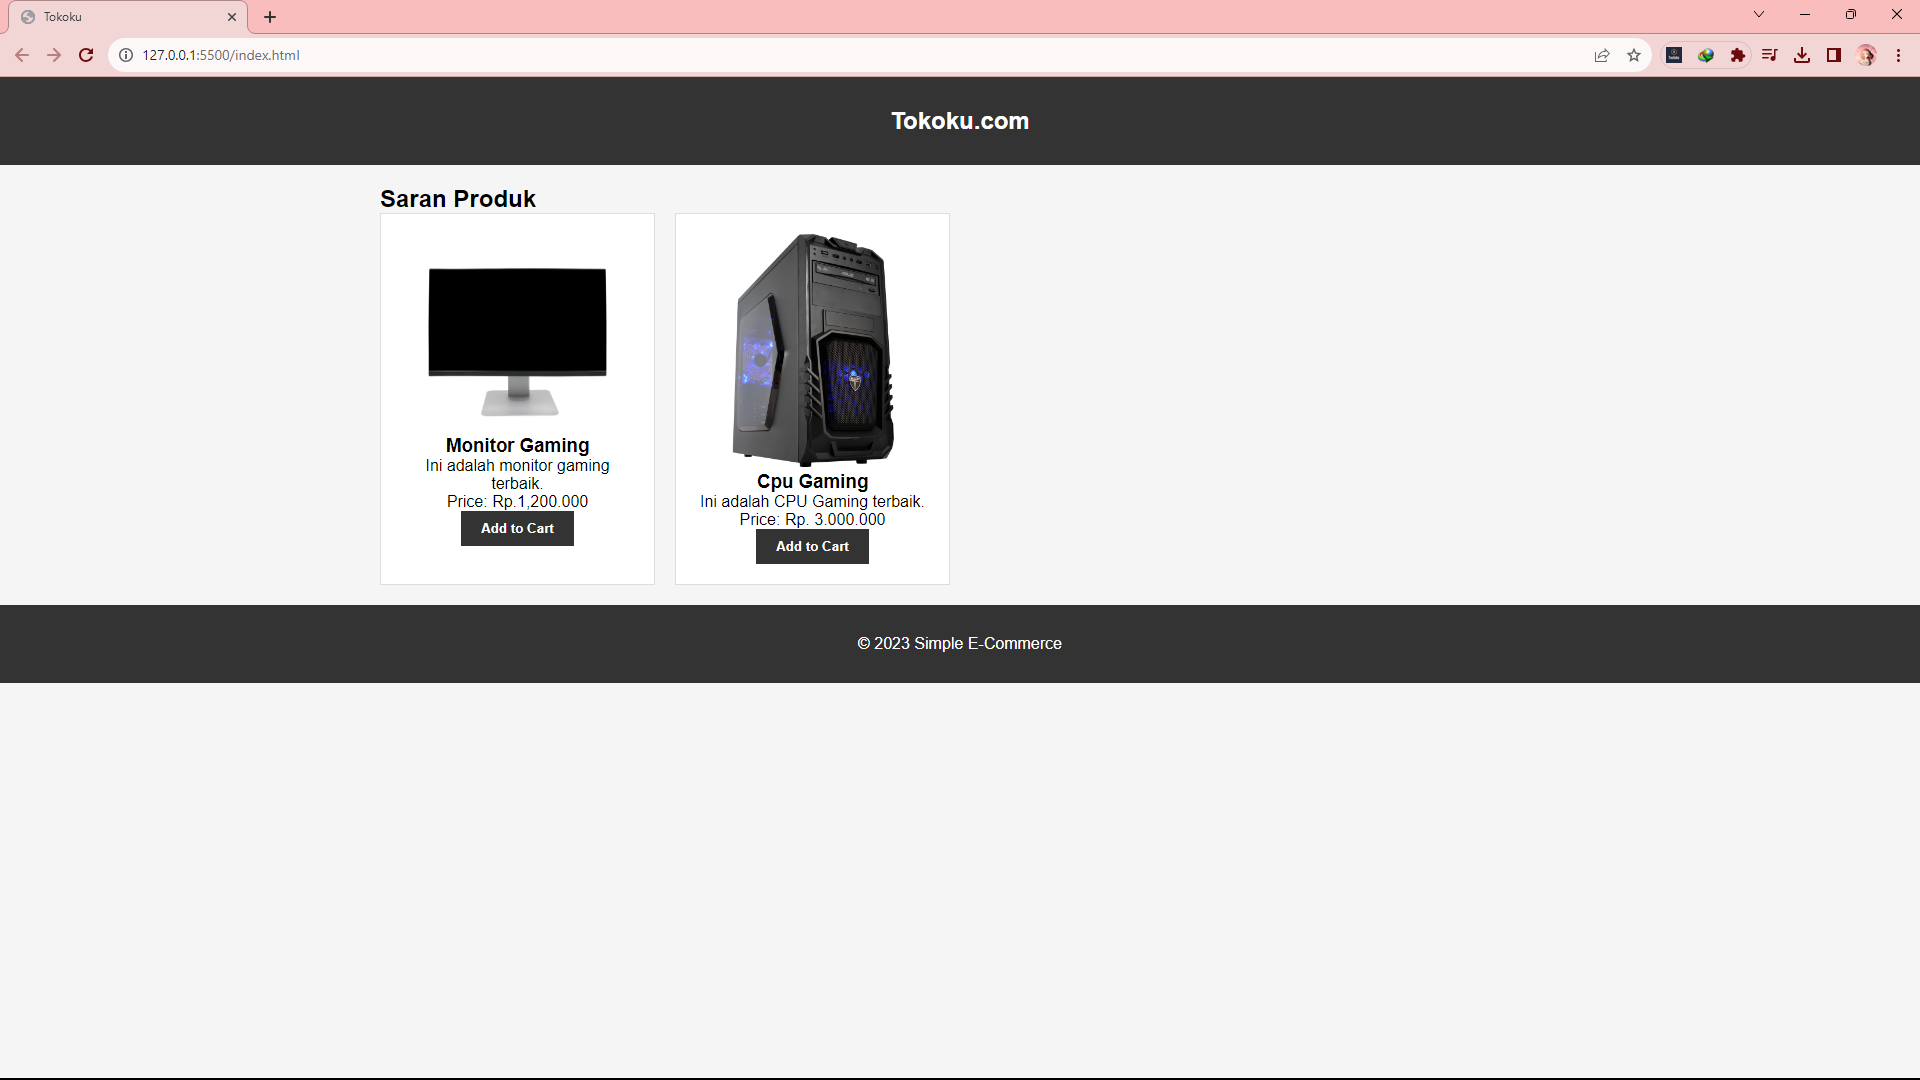 Tokoku
127.0.0.1:5500/index.html
Tokoku.com
Saran Produk
Monitor Gaming
Ini adalah monitor gaming
terbaik.
Price: Rp.1,200.000
Add to Cart
Cpu Gaming
Ini adalah CPU Gaming terbaik.
Price: Rp. 3.000.000
Add to Cart
© 2023 Simple E-Commerce